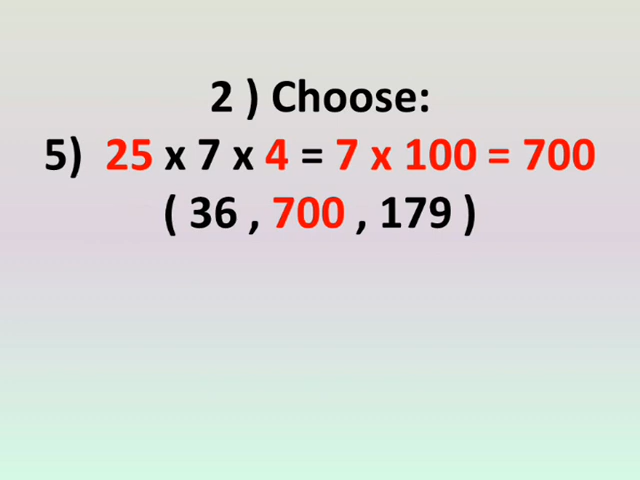 2 ) Choose:
5) 25 x 7 x 4 = 7 x 100 = 700
( 36 , 700 , 179 )